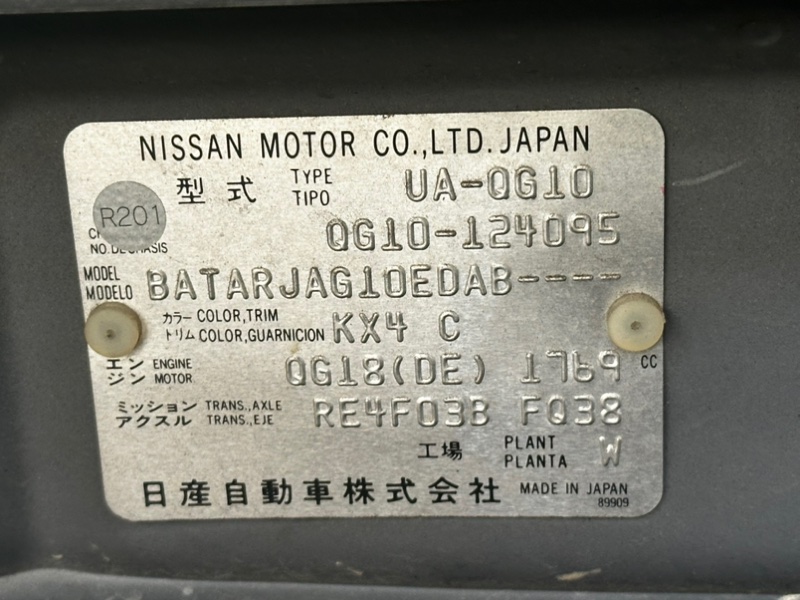 NISSAN MOTOR CO.,LTD. JAPAN
型式 TYPE TIPO UA-QG10
R201
NO.DE CHASIS QG10-124095
MODEL MODELO BATARJAG10EDAB----
カラー COLOR,TRIM
トリム COLOR,GUARNICION KX4 C
エンジン ENGINE MOTOR QG18(DE) 1769 CC
ミッション TRANS.,AXLE
アクスル TRANS.,EJE RE4F03B FQ38
工場 PLANT PLANTA W
日産自動車株式会社 MADE IN JAPAN
89909